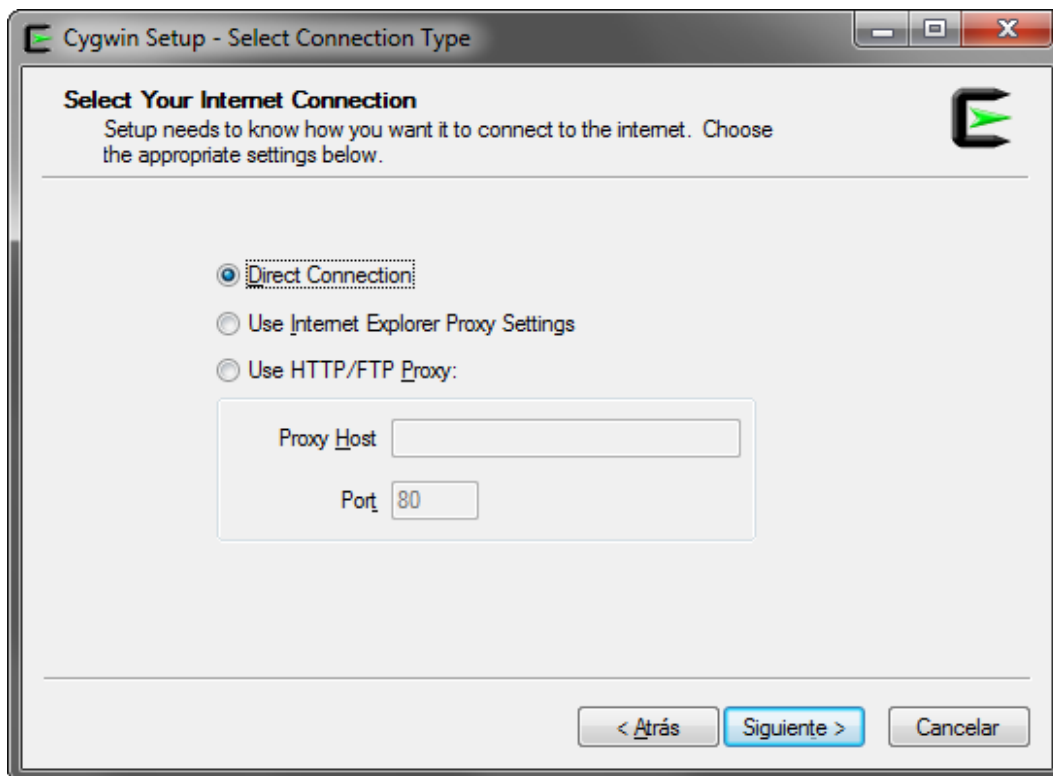 Cygwin Setup - Select Connection Type
Select Your Internet Connection
Setup needs to know how you want it to connect to the internet.  Choose
the appropriate settings below.
Direct Connection
Use Internet Explorer Proxy Settings
Use HTTP/FTP Proxy:
Proxy Host
Port 80
< Atrás Siguiente > Cancelar